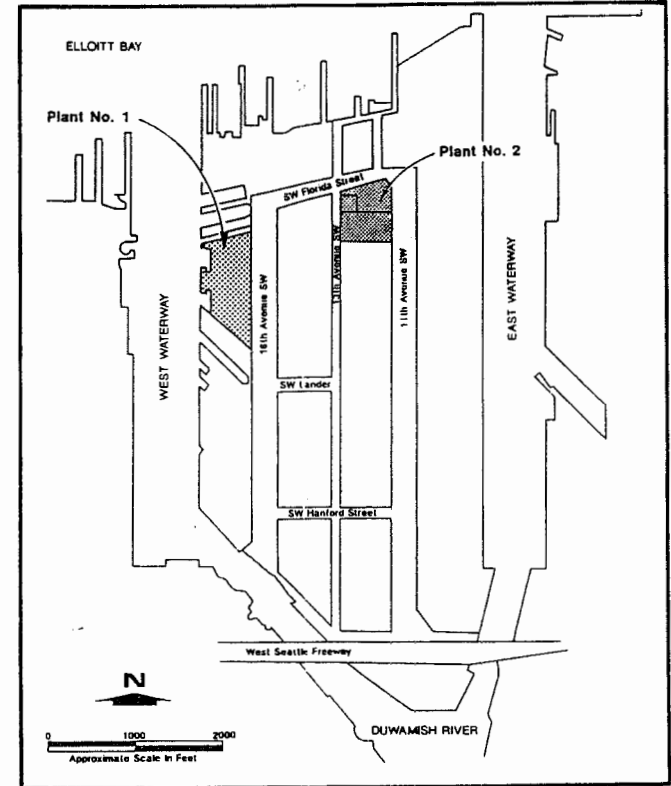 ELLOITT BAY
Plant No. 1
Plant No. 2
SW Florida Street
13th Avenue SW
16th Avenue SW
11th Avenue SW
WEST WATERWAY
EAST WATERWAY
SW Lander
SW Hanford Street
West Seattle Freeway
N
DUWAMISH RIVER
0 1000 2000
Approximate Scale in Feet